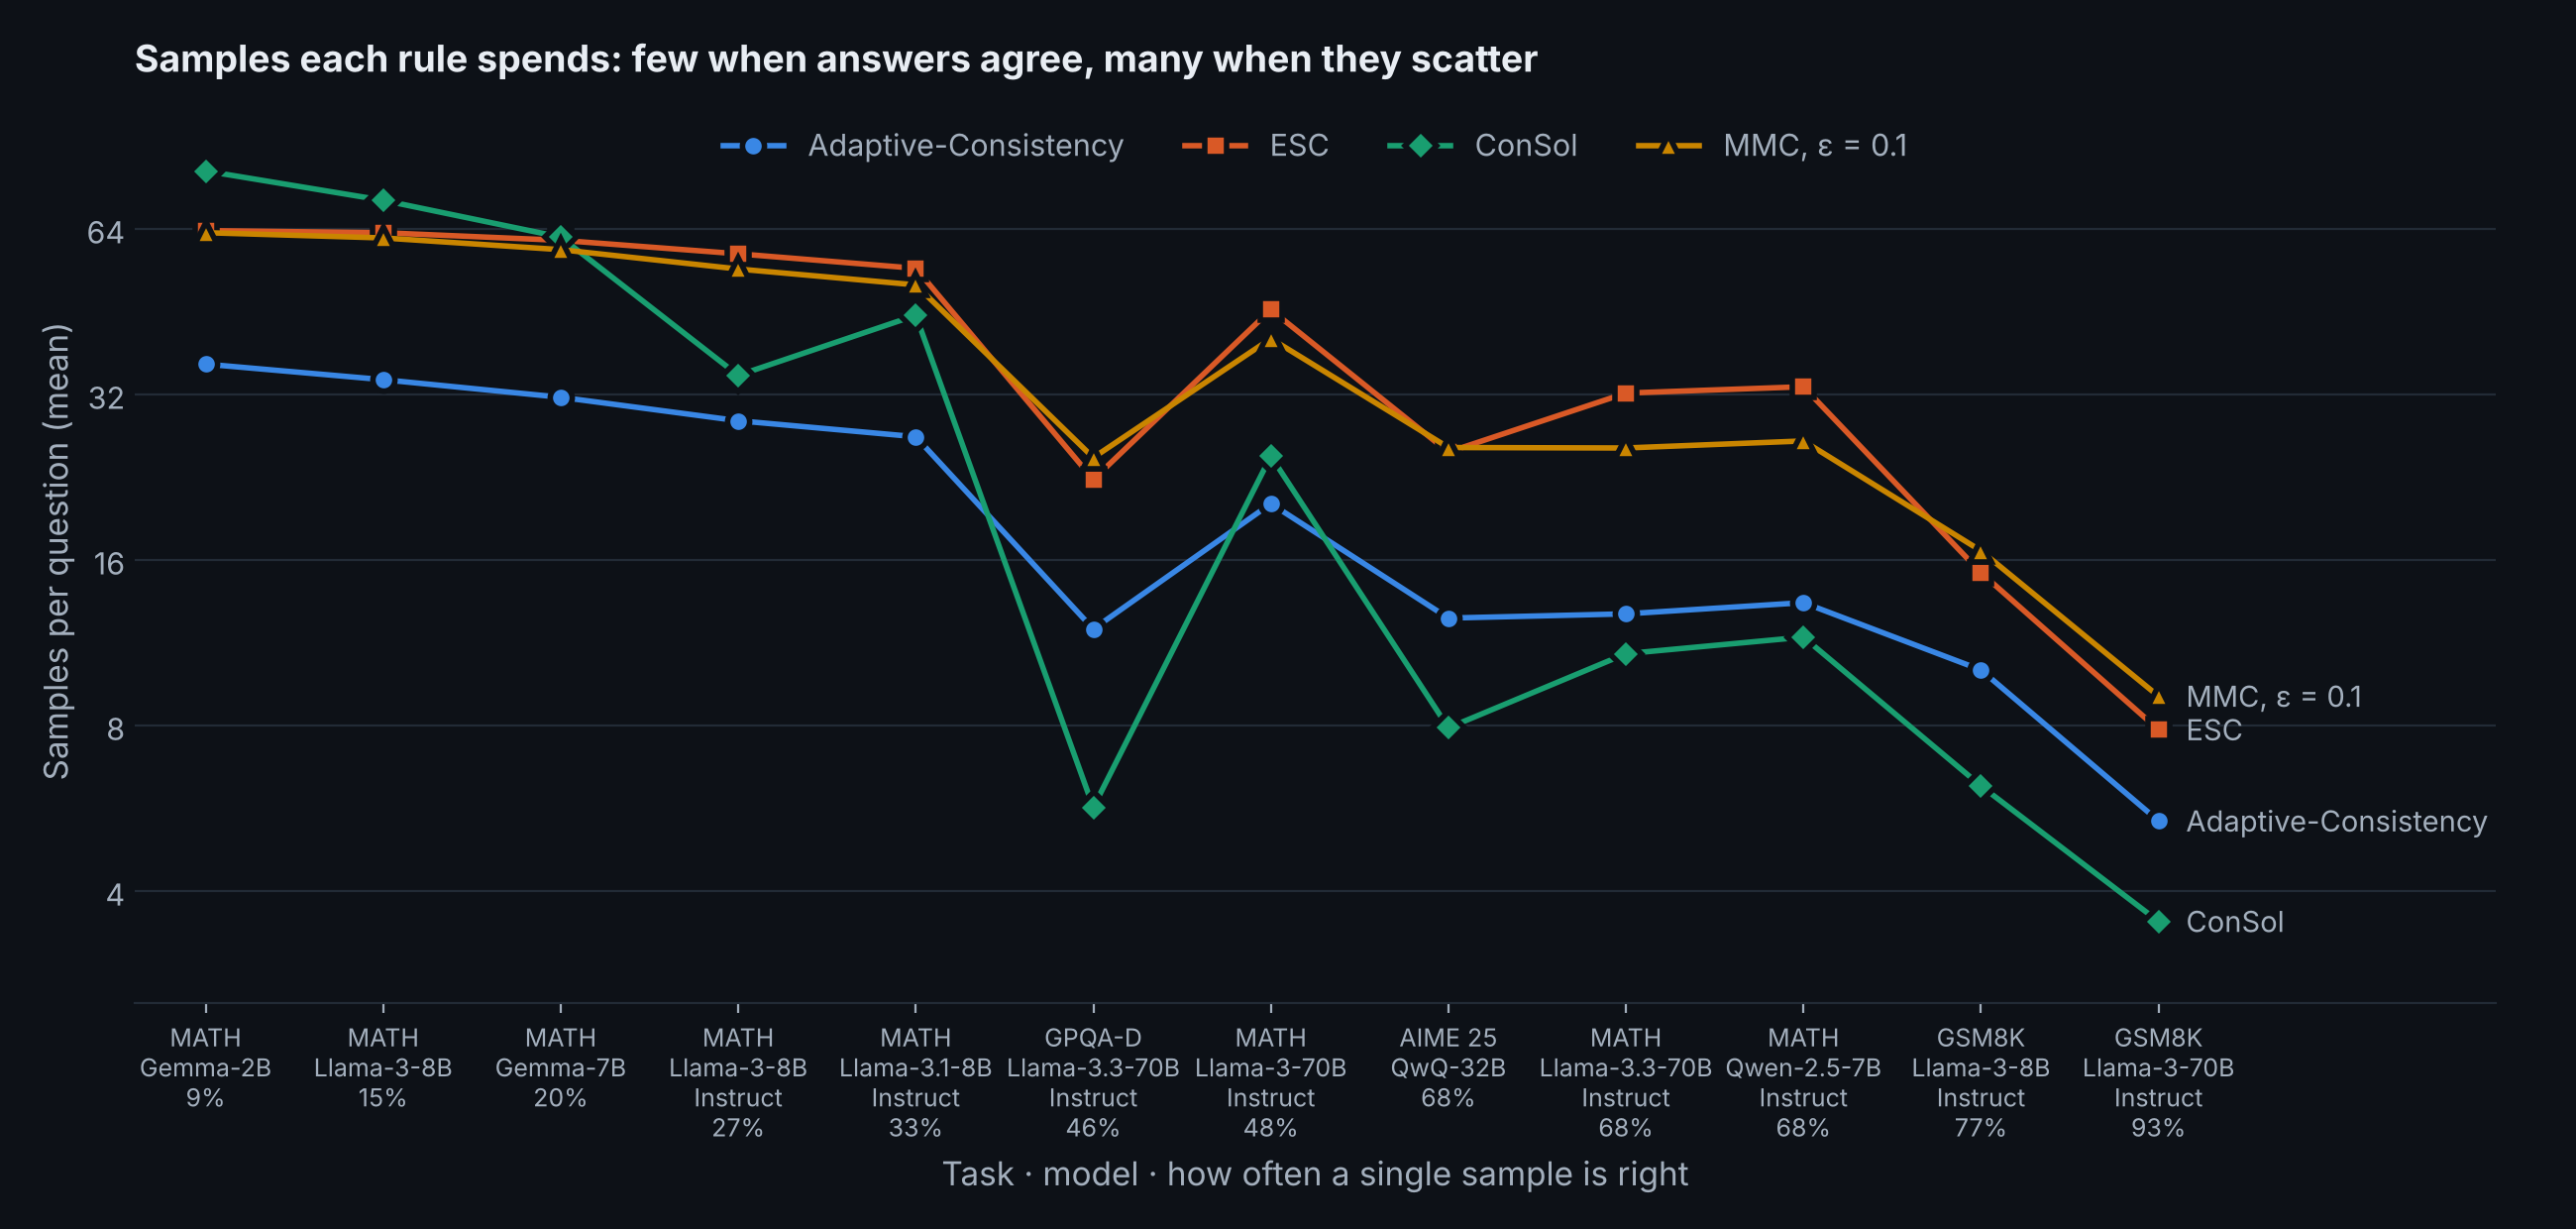 Samples each rule spends: few when answers agree, many when they scatter
Adaptive-Consistency ESC ConSol MMC, ε = 0.1
Samples per question (mean)
64
32
16
8
4
MMC, ε = 0.1
ESC
Adaptive-Consistency
ConSol
MATH
Gemma-2B
9%
MATH
Llama-3-8B
15%
MATH
Gemma-7B
20%
MATH
Llama-3-8B
Instruct
27%
MATH
Llama-3.1-8B
Instruct
33%
GPQA-D
Llama-3.3-70B
Instruct
46%
MATH
Llama-3-70B
Instruct
48%
AIME 25
QwQ-32B
68%
MATH
Llama-3.3-70B
Instruct
68%
MATH
Qwen-2.5-7B
Instruct
68%
GSM8K
Llama-3-8B
Instruct
77%
GSM8K
Llama-3-70B
Instruct
93%
Task · model · how often a single sample is right